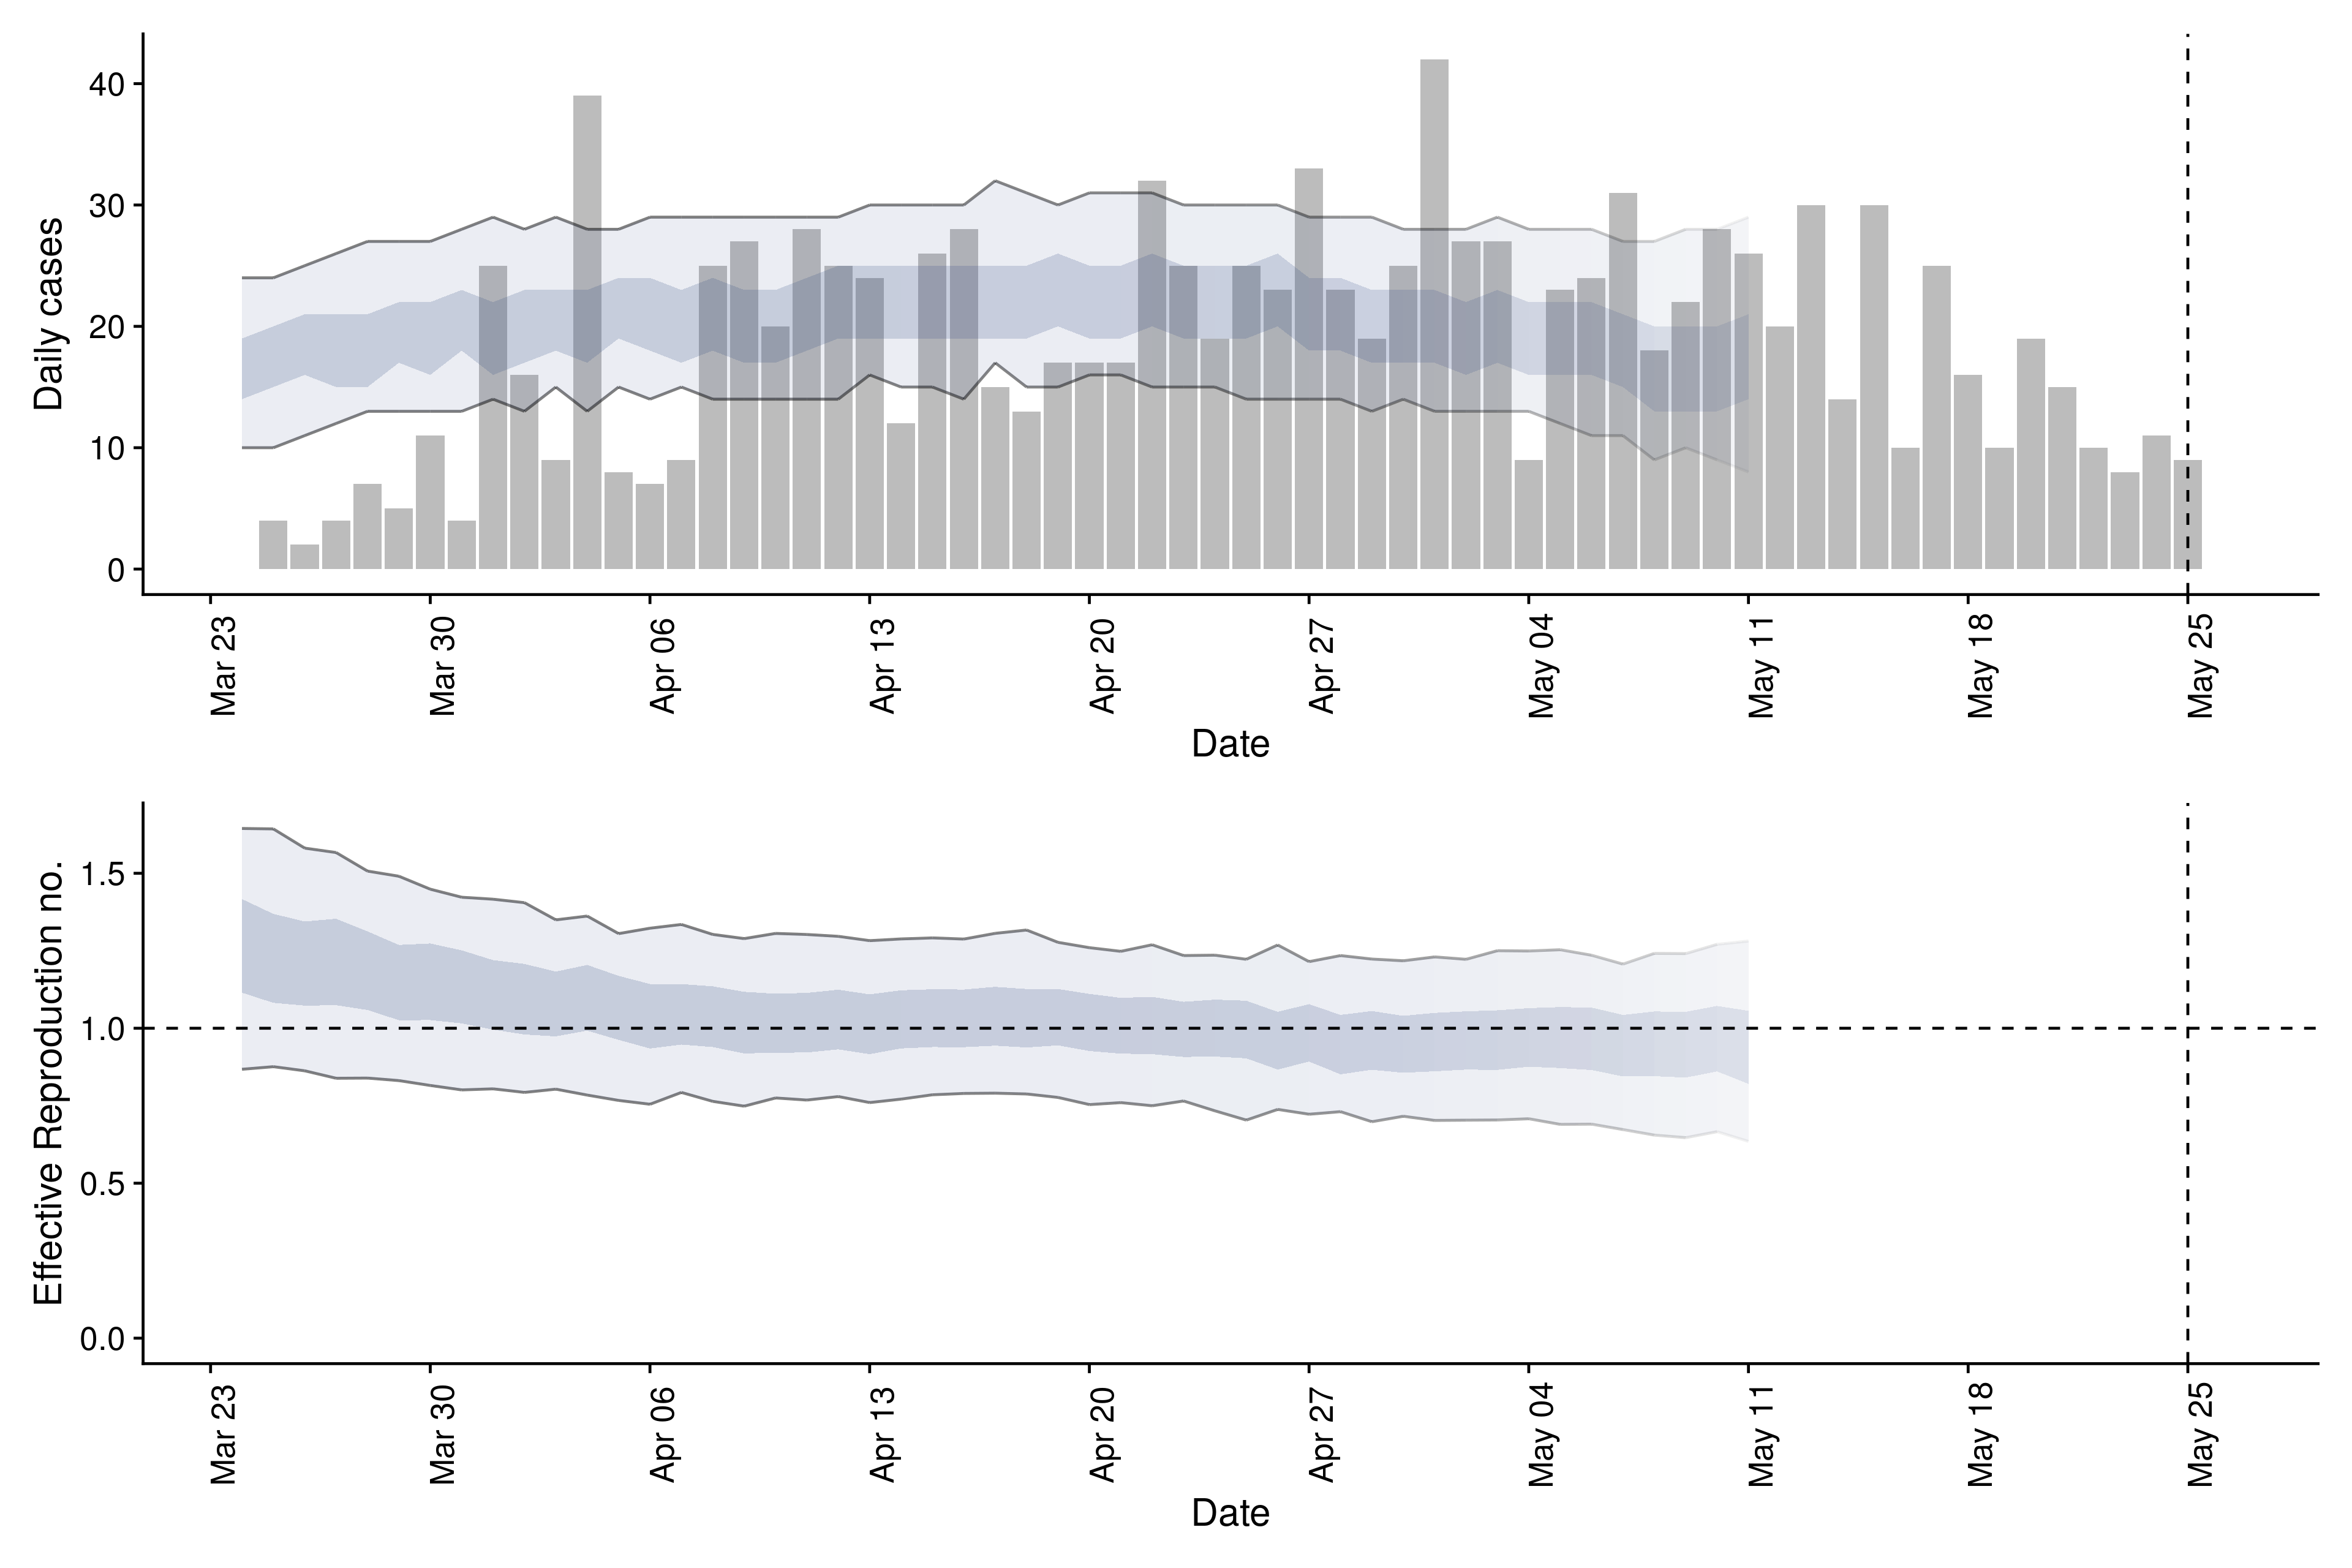 Daily cases
40
30
20
10
0
Mar 23
Mar 30
Apr 06
Apr 13
Apr 20
Apr 27
May 04
May 11
May 18
May 25
Date
Effective Reproduction no.
1.5
1.0
0.5
0.0
Mar 23
Mar 30
Apr 06
Apr 13
Apr 20
Apr 27
May 04
May 11
May 18
May 25
Date